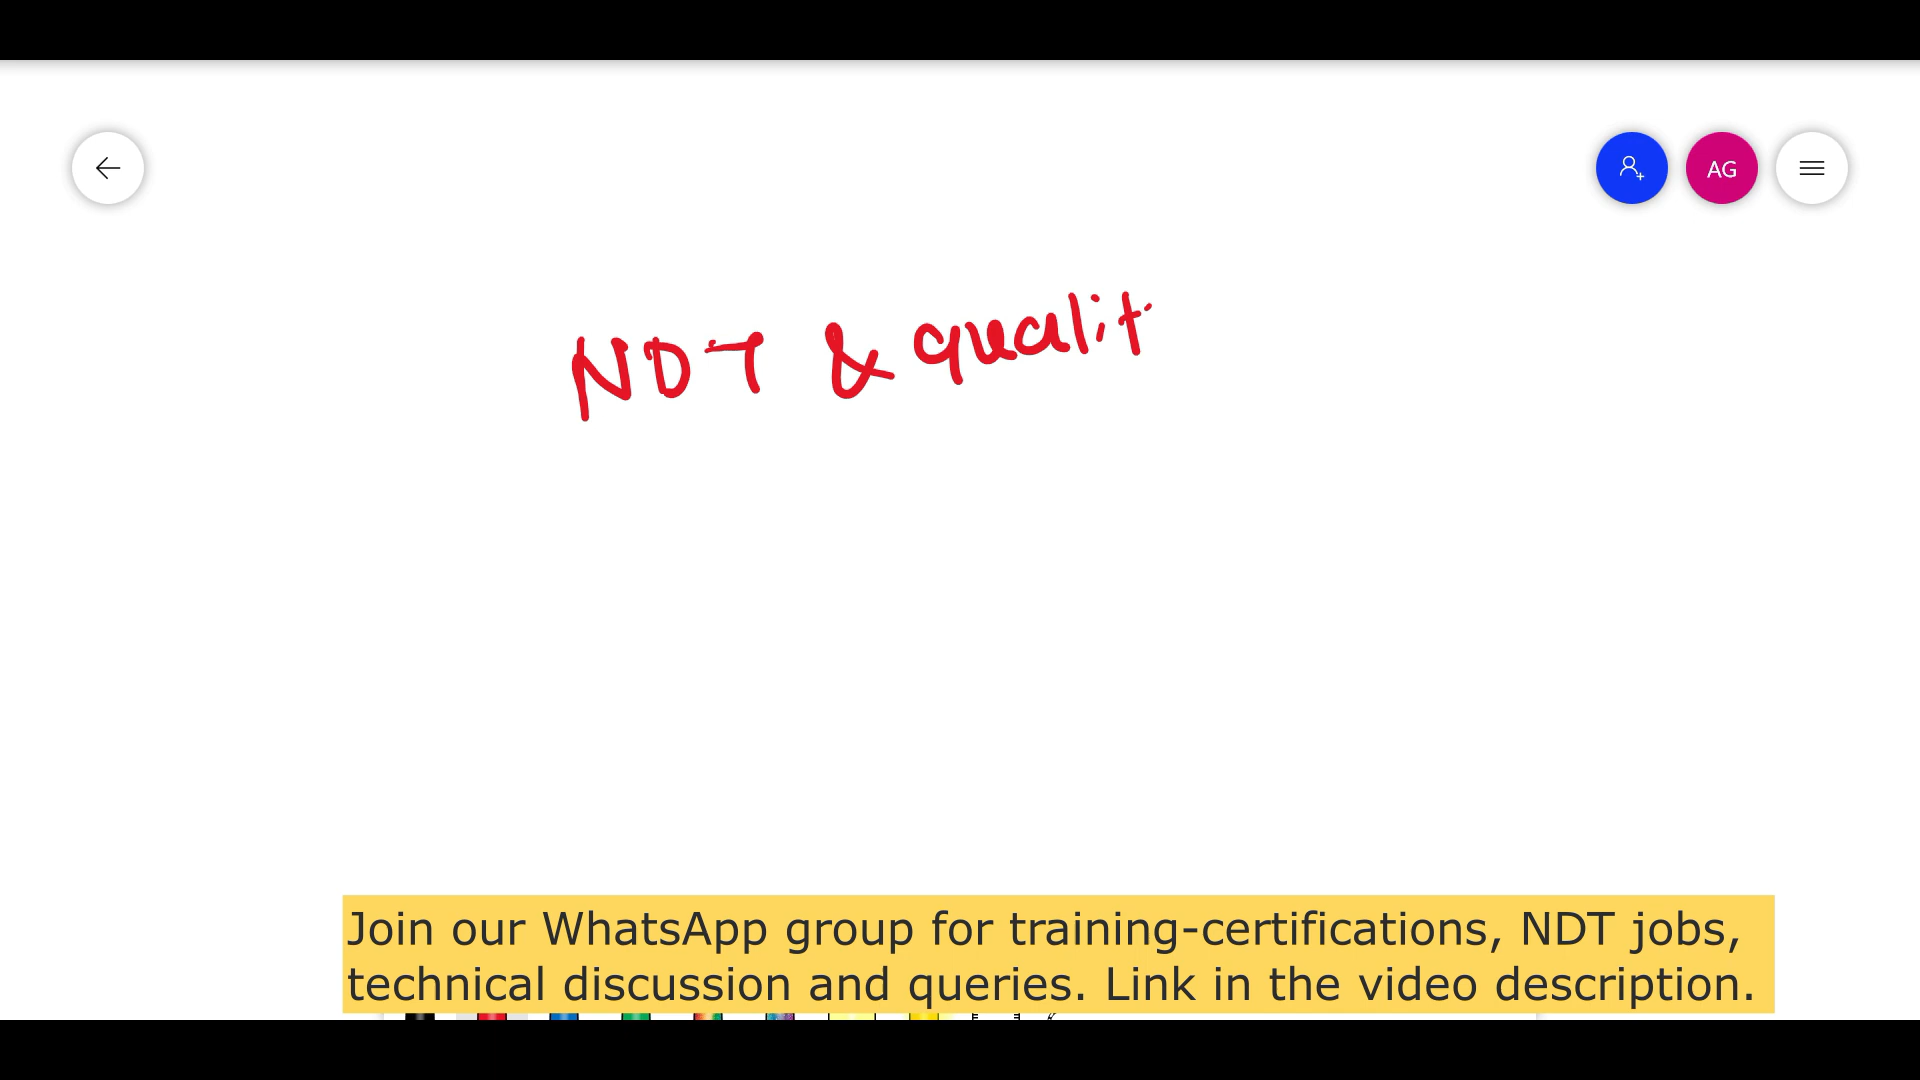 AG
NDT & qualit
Join our WhatsApp group for training-certifications, NDT jobs,
technical discussion and queries. Link in the video description.